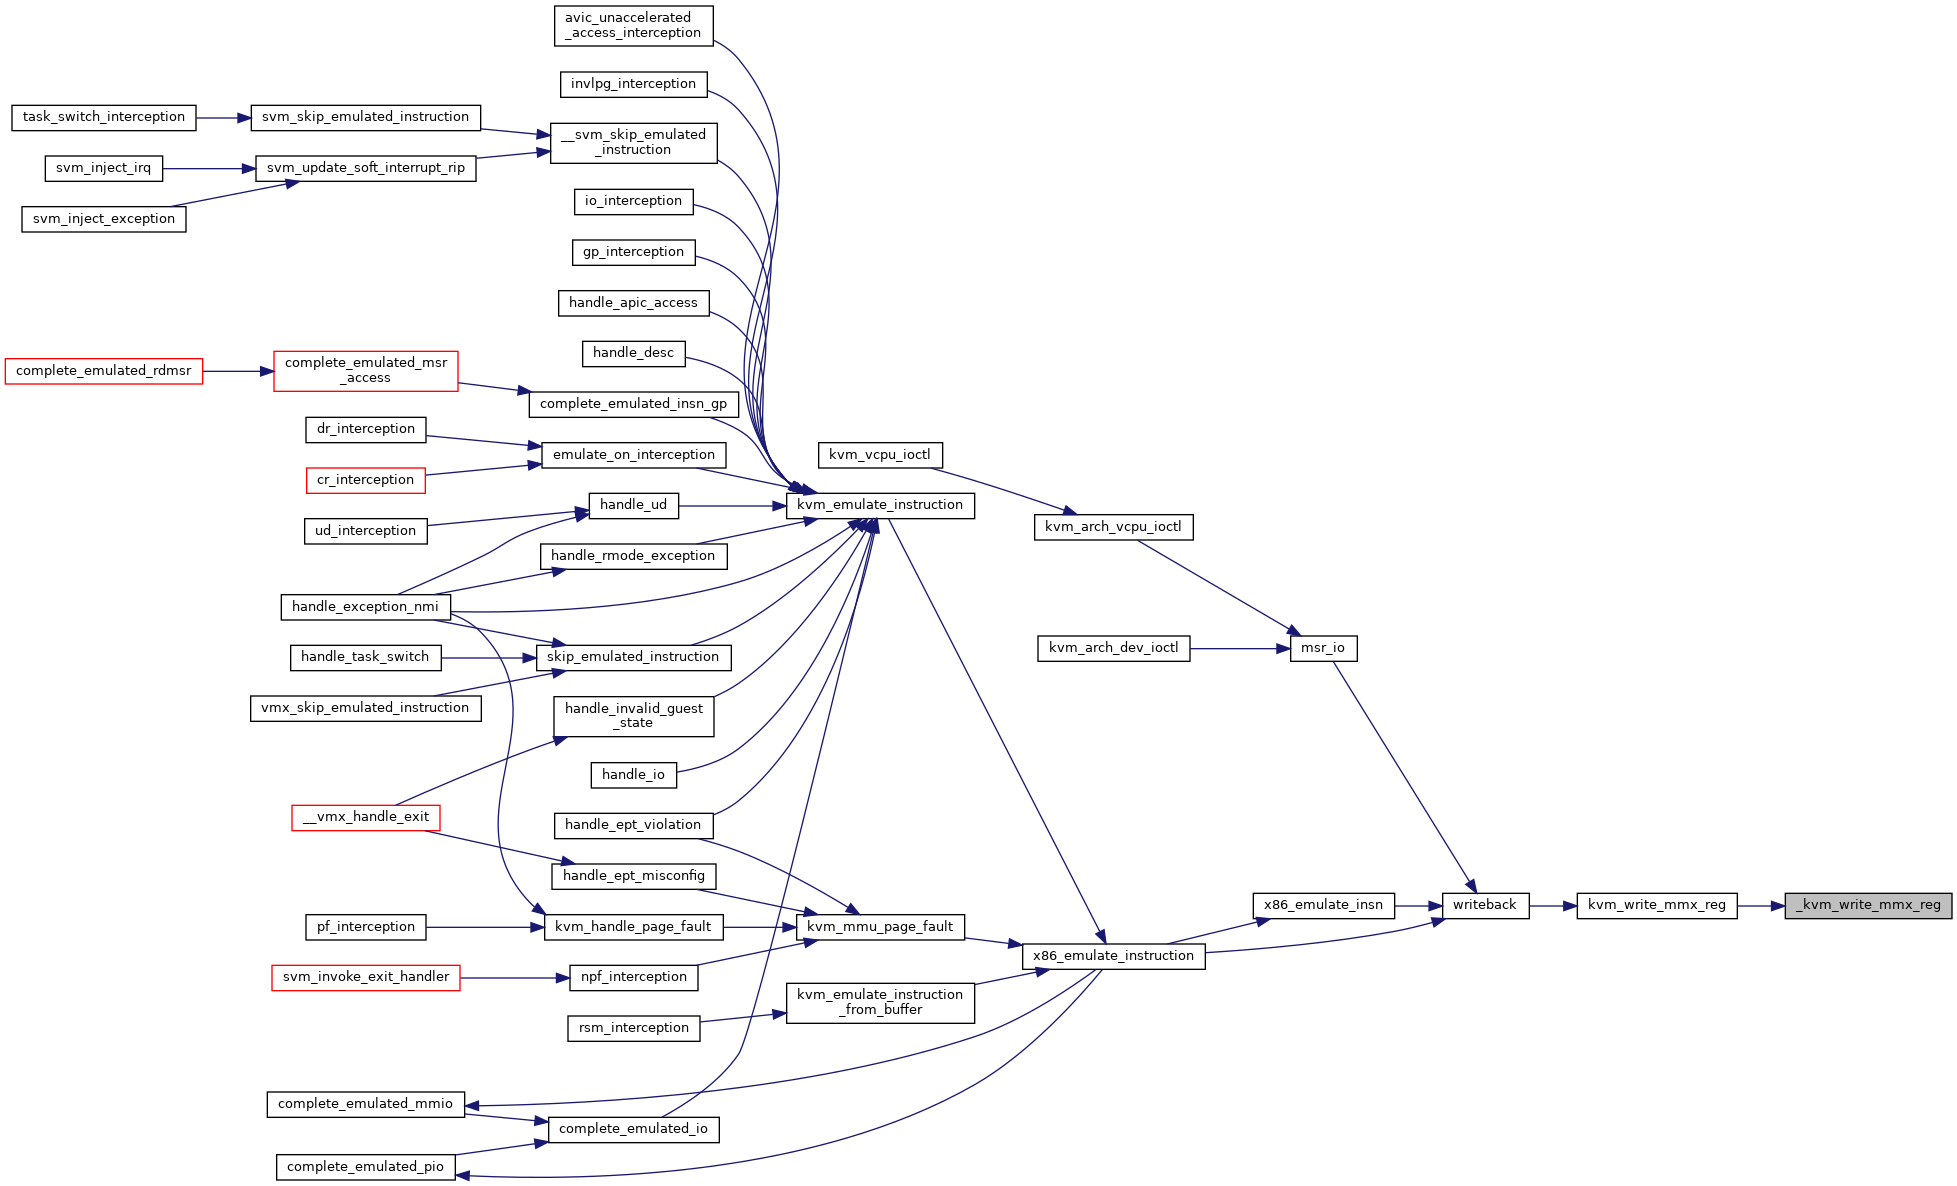 avic_unaccelerated
_access_interception
invlpg_interception
task_switch_interception
svm_skip_emulated_instruction
__svm_skip_emulated
_instruction
svm_inject_irq
svm_update_soft_interrupt_rip
io_interception
svm_inject_exception
gp_interception
handle_apic_access
handle_desc
complete_emulated_rdmsr
complete_emulated_msr
_access
complete_emulated_insn_gp
dr_interception
emulate_on_interception
kvm_vcpu_ioctl
cr_interception
handle_ud
kvm_emulate_instruction
ud_interception
kvm_arch_vcpu_ioctl
handle_rmode_exception
handle_exception_nmi
handle_task_switch
skip_emulated_instruction
kvm_arch_dev_ioctl
msr_io
vmx_skip_emulated_instruction
handle_invalid_guest
_state
handle_io
__vmx_handle_exit
handle_ept_violation
handle_ept_misconfig
x86_emulate_insn
writeback
kvm_write_mmx_reg
_kvm_write_mmx_reg
pf_interception
kvm_handle_page_fault
kvm_mmu_page_fault
x86_emulate_instruction
svm_invoke_exit_handler
npf_interception
kvm_emulate_instruction
_from_buffer
rsm_interception
complete_emulated_mmio
complete_emulated_io
complete_emulated_pio